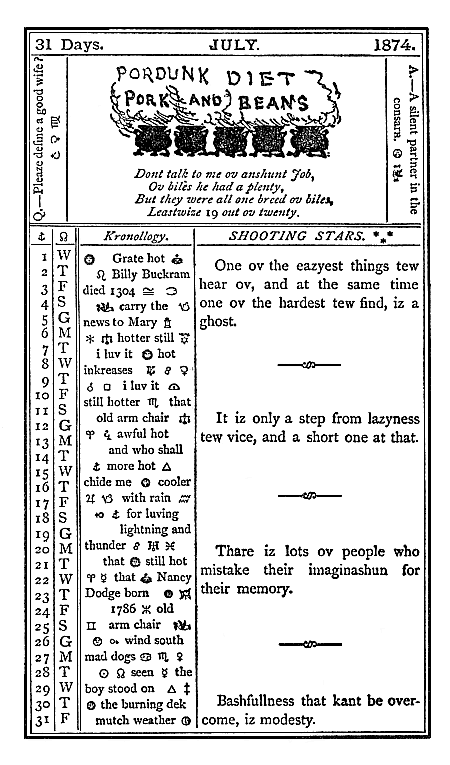 31 Days. JULY. 1874.
Q.—Pleaze define a good wife?
PORDUNK DIET
PORK AND BEANS
Dont talk to me ov anshunt Job,
Ov biles he had a plenty,
But they were all one breed ov biles,
Leastwize 19 out ov twenty.
A.—A silent partner in the
consarn.
Kronollogy.
1 W Grate hot
2 T Billy Buckram
3 F died 1304
4 S carry the
5 G news to Mary
6 M hotter still
7 T i luv it hot
8 W inkreases
9 T i luv it
10 F still hotter that
11 S old arm chair
12 G awful hot
13 M and who shall
14 T more hot
15 W chide me cooler
16 T with rain
17 F for luving
18 S lightning and
19 G thunder
20 M that still hot
21 T that Nancy
22 W Dodge born
23 T 1786 old
24 F arm chair
25 S wind south
26 G mad dogs
27 M seen the
28 T boy stood on
29 W the burning dek
30 T mutch weather
31 F
SHOOTING STARS.
One ov the eazyest things tew
hear ov, and at the same time
one ov the hardest tew find, iz a
ghost.
It iz only a step from lazyness
tew vice, and a short one at that.
Thare iz lots ov people who
mistake their imaginashun for
their memory.
Bashfullness that kant be over-
come, iz modesty.